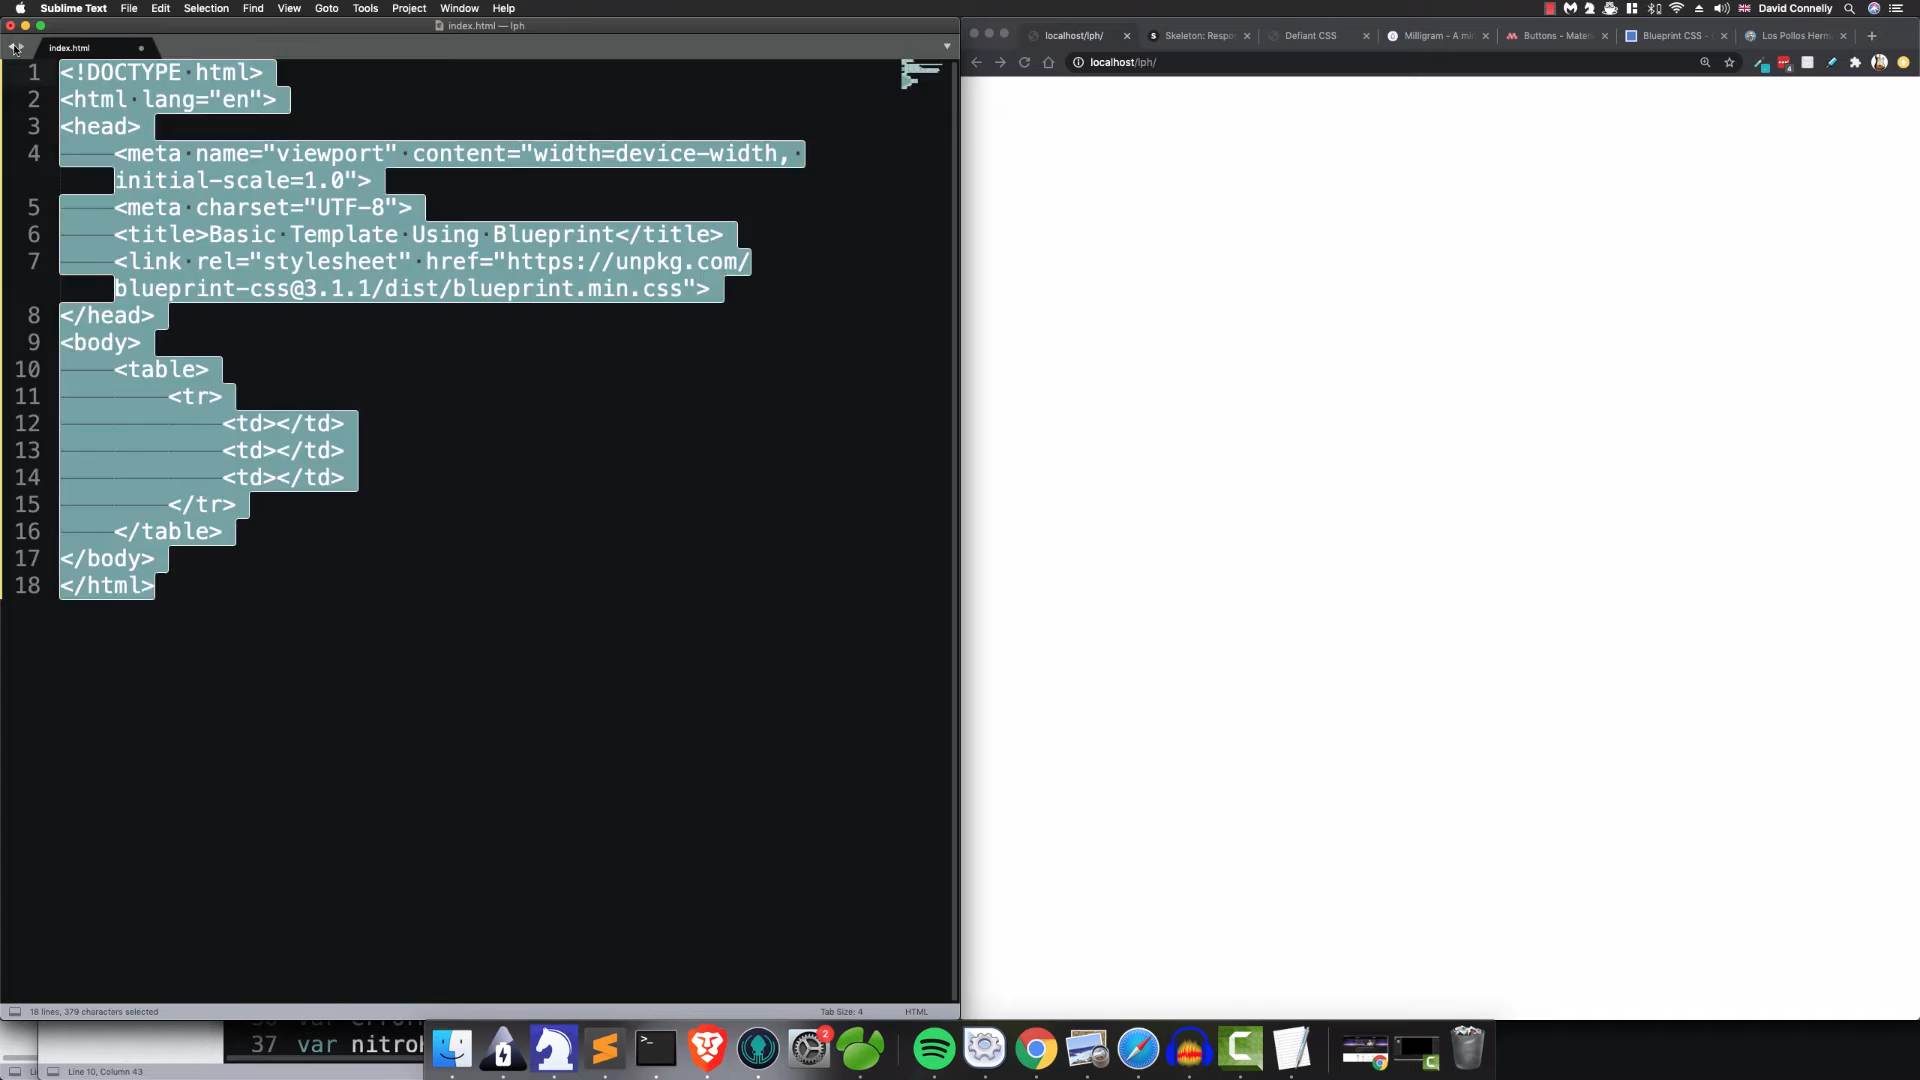 Sublime Text File Edit Selection Find View Goto Tools Project Window Help
David Connelly
index.html — lph
index.html
1 <!DOCTYPE html>
2 <html lang="en">
3 <head>
4 <meta name="viewport" content="width=device-width,
initial-scale=1.0">
5 <meta charset="UTF-8">
6 <title>Basic Template Using Blueprint</title>
7 <link rel="stylesheet" href="https://unpkg.com/
blueprint-css@3.1.1/dist/blueprint.min.css">
8 </head>
9 <body>
10 <table>
11 <tr>
12 <td></td>
13 <td></td>
14 <td></td>
15 </tr>
16 </table>
17 </body>
18 </html>
18 lines, 379 characters selected
Tab Size: 4 HTML
localhost/lph/ Skeleton: Respo Defiant CSS Milligram - A mi Buttons - Mater Blueprint CSS - Los Pollos Herm
localhost/lph/
37 var nitrob
Line 10, Column 43
2